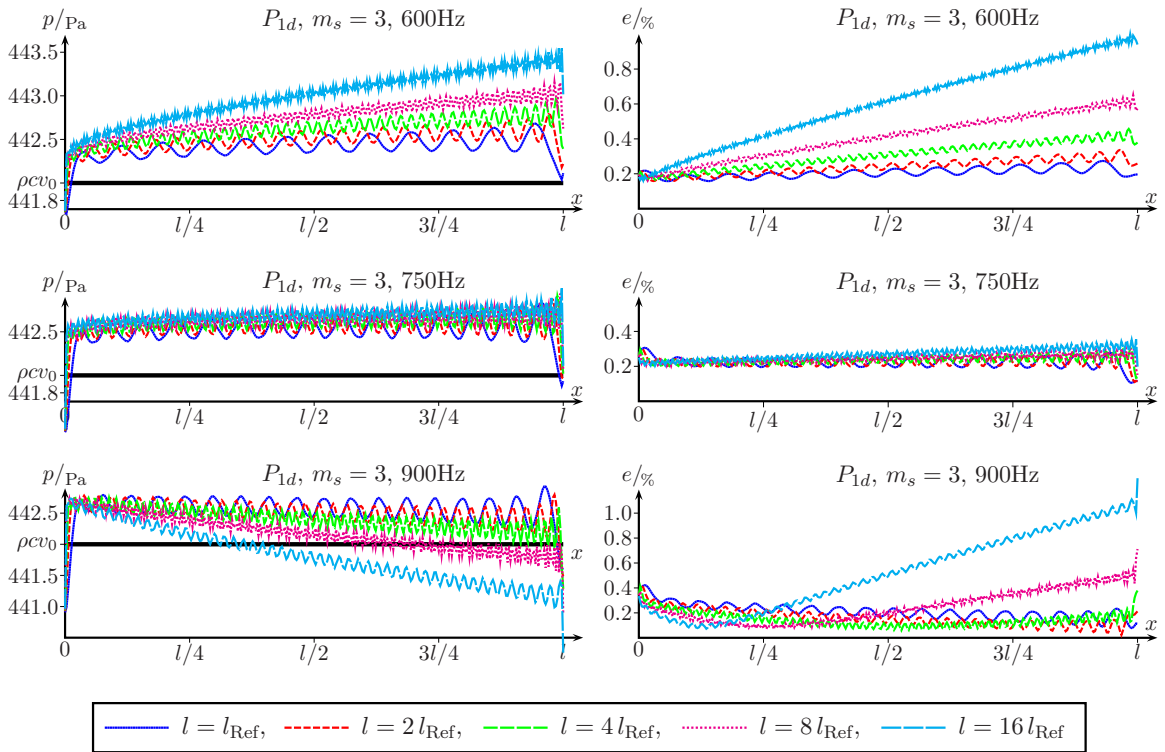 p/Pa
P1d, ms = 3, 600Hz
443.5
443.0
442.5
ρcv0
441.8
0
l/4
l/2
3l/4
l
x
e/%
P1d, ms = 3, 600Hz
0.8
0.6
0.4
0.2
0
l/4
l/2
3l/4
l
x
p/Pa
P1d, ms = 3, 750Hz
442.5
ρcv0
441.8
0
l/4
l/2
3l/4
l
x
e/%
P1d, ms = 3, 750Hz
0.4
0.2
0
l/4
l/2
3l/4
l
x
p/Pa
P1d, ms = 3, 900Hz
442.5
ρcv0
441.5
441.0
0
l/4
l/2
3l/4
l
x
e/%
P1d, ms = 3, 900Hz
1.0
0.8
0.6
0.4
0.2
0
l/4
l/2
3l/4
l
x
l = lRef, l = 2 lRef, l = 4 lRef, l = 8 lRef, l = 16 lRef